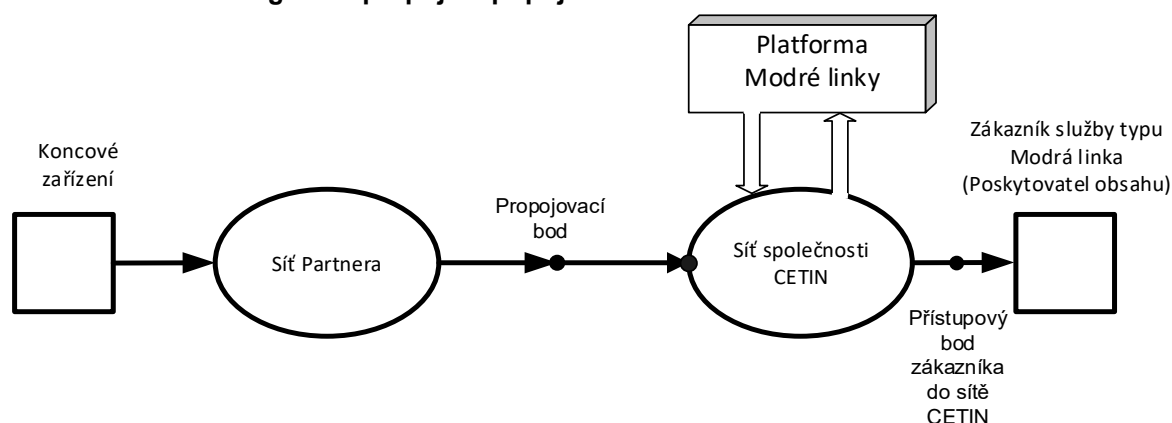 Platforma
Modré linky
Zákazník služby typu
Modrá linka
(Poskytovatel obsahu)
Koncové
zařízení
Propojovací
bod
Síť Partnera
Síť společnosti
CETIN
Přístupový
bod
zákazníka
do sítě
CETIN